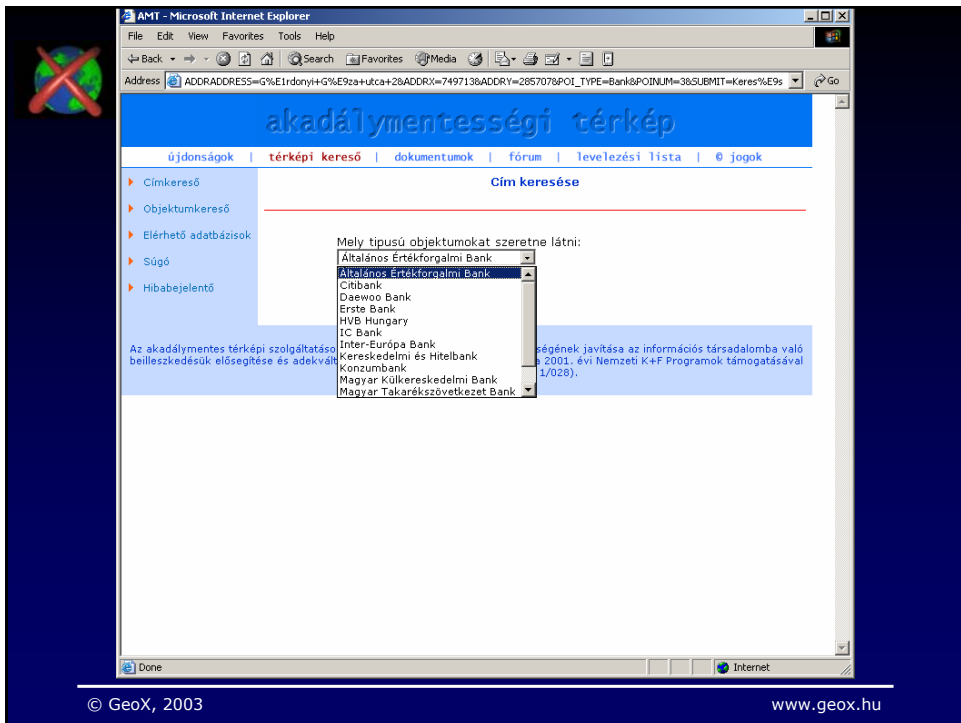 AMT - Microsoft Internet Explorer
File Edit View Favorites Tools Help
Back Search Favorites Media
Address ADDRADDRESS=G%E1rdonyi+G%E9za+utca+2&ADDRX=749713&ADDRY=285707&POI_TYPE=Bank&POINUM=3&SUBMIT=Keres%E9s Go
akadálymentességi térkép
újdonságok | térképi kereső | dokumentumok | fórum | levelezési lista | © jogok
Címkereső
Objektumkereső
Elérhető adatbázisok
Súgó
Hibabejelentő
Cím keresése
Mely tipusú objektumokat szeretne látni:
Általános Értékforgalmi Bank
Általános Értékforgalmi Bank
Citibank
Daewoo Bank
Erste Bank
HVB Hungary
IC Bank
Inter-Európa Bank
Kereskedelmi és Hitelbank
Konzumbank
Magyar Külkereskedelmi Bank
Magyar Takarékszövetkezet Bank
Az akadálymentes térképi szolgáltatáso ségének javítása az információs társadalomba való
beilleszkedésük elősegítése és adekvált 2001. évi Nemzeti K+F Programok támogatásával
1/028).
Done Internet
© GeoX, 2003 www.geox.hu